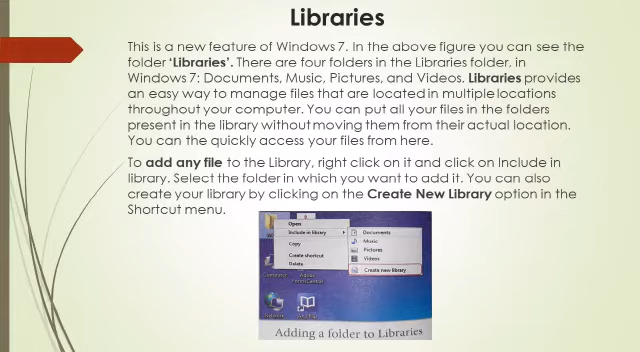 Libraries
This is a new feature of Windows 7. In the above figure you can see the
folder ‘Libraries’. There are four folders in the Libraries folder, in
Windows 7: Documents, Music, Pictures, and Videos. Libraries provides
an easy way to manage files that are located in multiple locations
throughout your computer. You can put all your files in the folders
present in the library without moving them from their actual location.
You can the quickly access your files from here.
To add any file to the Library, right click on it and click on Include in
library. Select the folder in which you want to add it. You can also
create your library by clicking on the Create New Library option in the
Shortcut menu.
Open
Include in library
Copy
Create shortcut
Delete
Documents
Music
Pictures
Videos
Create new library
Computer
Network
Adding a folder to Libraries